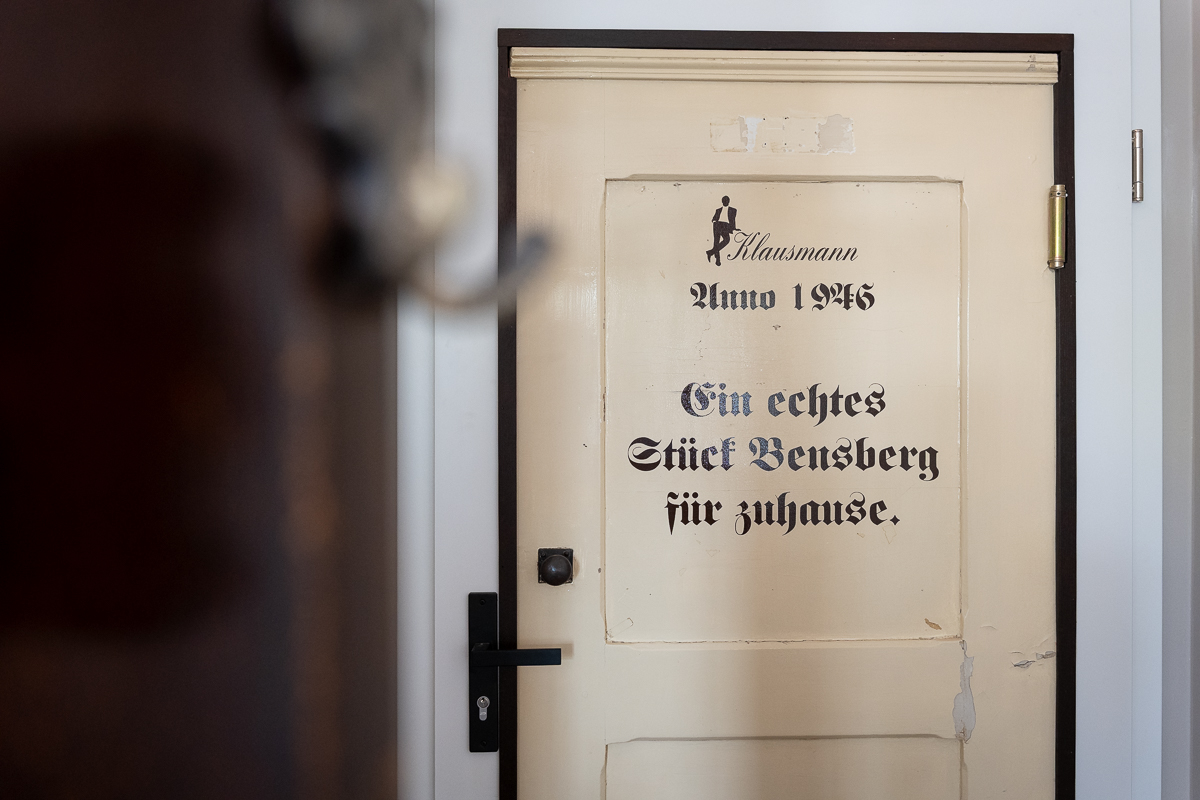 Klausmann
Anno 1946
Ein echtes
Stück Bensberg
für zuhause.